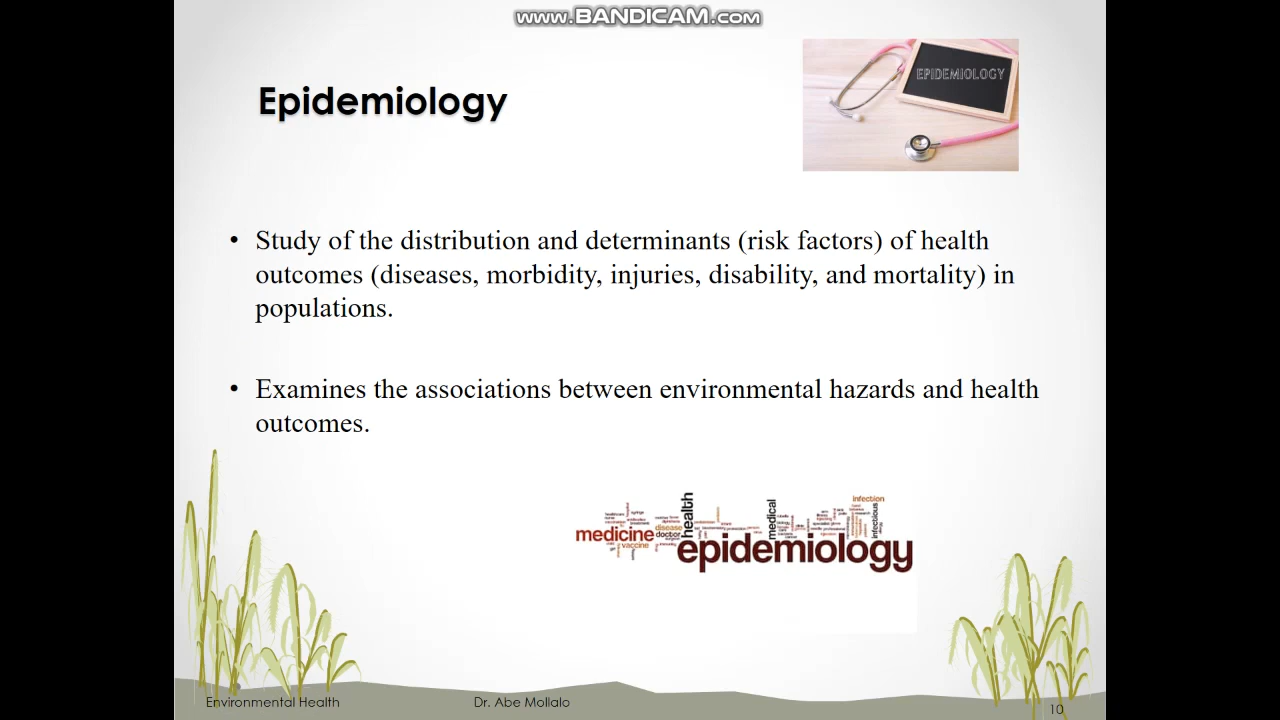 www.BANDICAM.com
EPIDEMIOLOGY
Epidemiology
• Study of the distribution and determinants (risk factors) of health
outcomes (diseases, morbidity, injuries, disability, and mortality) in
populations.
• Examines the associations between environmental hazards and health
outcomes.
infection
health
medical
infectious
disease
medicine
doctor
vaccine
epidemiology
Environmental Health
Dr. Abe Mollalo
10